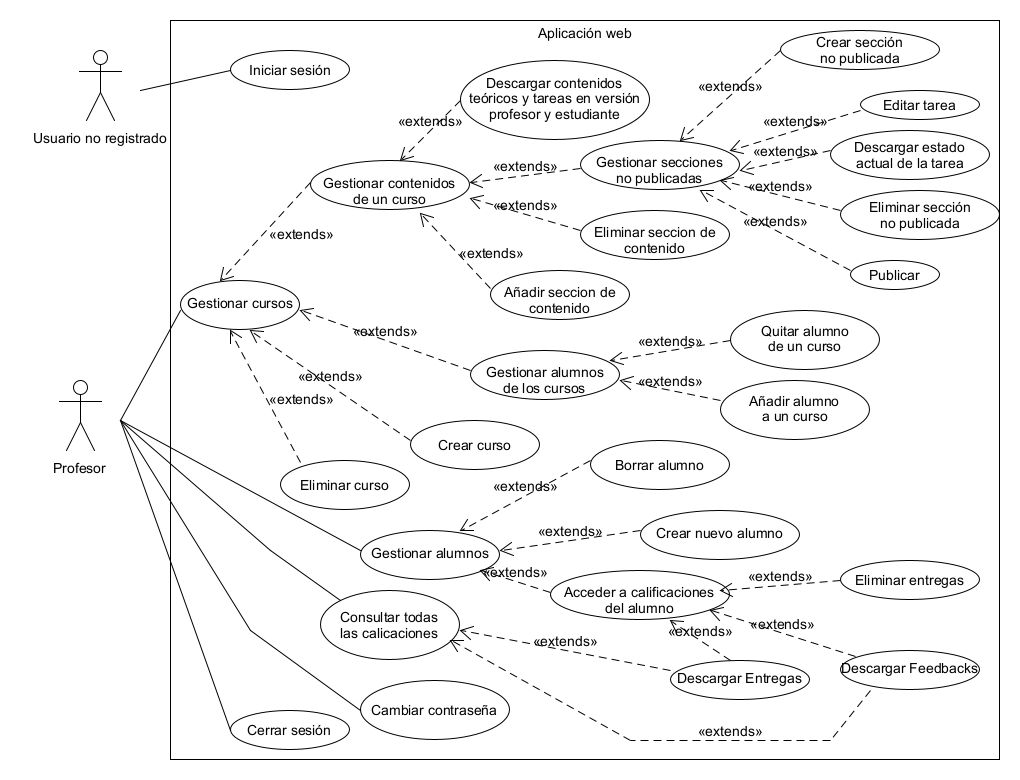 Aplicación web
Crear sección
no publicada
Iniciar sesión
Descargar contenidos
teóricos y tareas en versión
profesor y estudiante
«extends»
Editar tarea
Usuario no registrado
«extends»
«extends»
Descargar estado
actual de la tarea
«extends»
Gestionar secciones
no publicadas
«extends»
Gestionar contenidos
de un curso
«extends»
Eliminar sección
no publicada
«extends»
«extends»
Eliminar seccion de
contenido
«extends»
«extends»
Publicar
Añadir seccion de
contenido
Gestionar cursos
«extends»
Quitar alumno
de un curso
«extends»
Gestionar alumnos
de los cursos
«extends»
«extends»
Añadir alumno
a un curso
«extends»
Crear curso
Profesor
Borrar alumno
Eliminar curso
«extends»
«extends»
Crear nuevo alumno
Gestionar alumnos
«extends»
«extends»
Eliminar entregas
Acceder a calificaciones
del alumno
Consultar todas
las calicaciones
«extends»
«extends»
«extends»
Descargar Entregas
Descargar Feedbacks
Cambiar contraseña
Cerrar sesión
«extends»